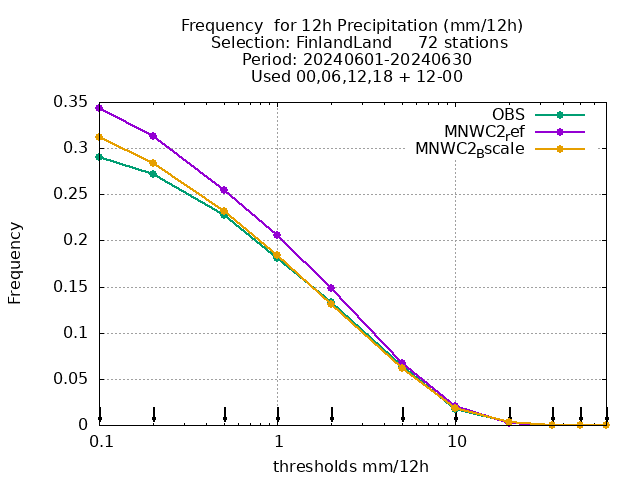 Frequency  for 12h Precipitation (mm/12h)
Selection: FinlandLand     72 stations
Period: 20240601-20240630
Used 00,06,12,18 + 12-00
OBS
MNWC2ref
MNWC2Bscale
0.35
0.3
0.25
0.2
0.15
0.1
0.05
0
Frequency
0.1 1 10
thresholds mm/12h